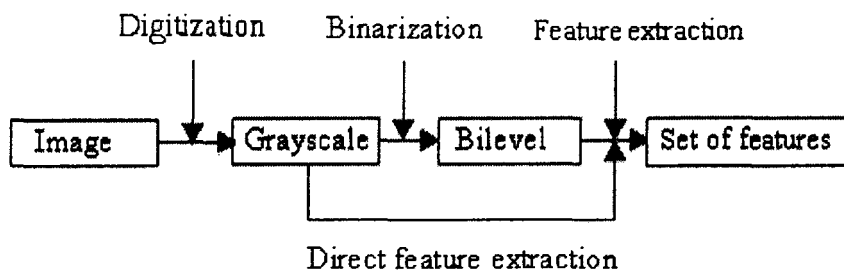 Digitization Binarization Feature extraction
Image Grayscale Bilevel Set of features
Direct feature extraction